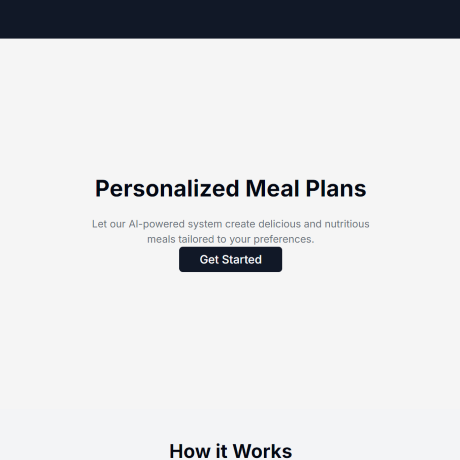 Personalized Meal Plans
Let our AI-powered system create delicious and nutritious
meals tailored to your preferences.
Get Started
How it Works